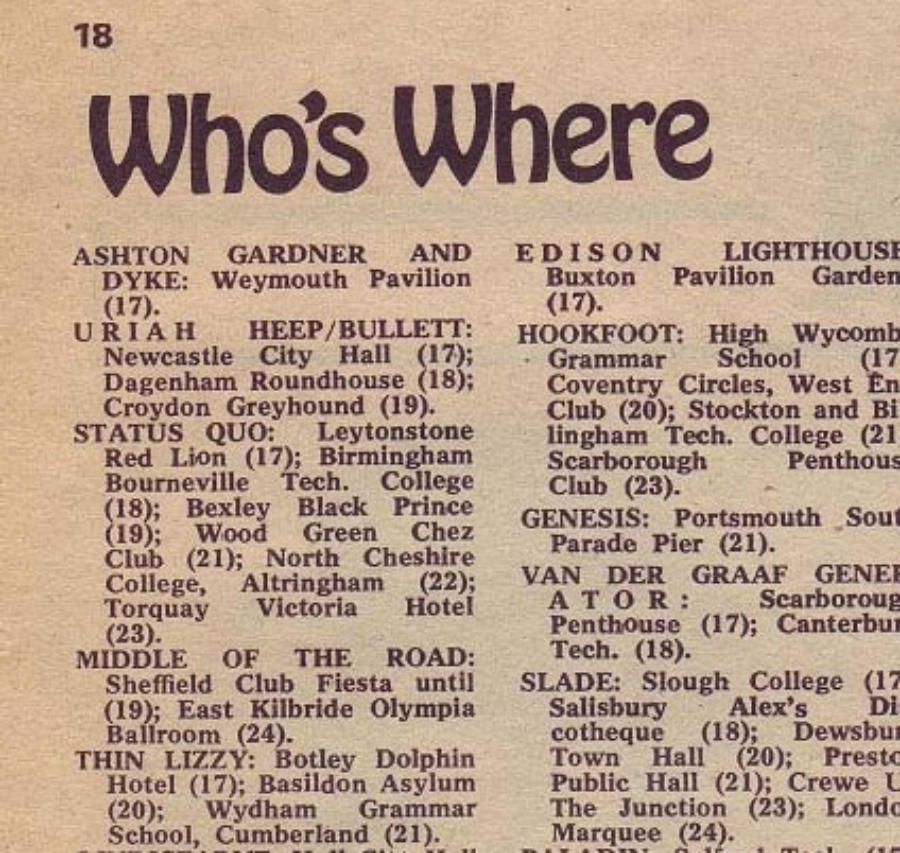 18
Who's Where
ASHTON GARDNER AND
DYKE: Weymouth Pavilion
(17).
URIAH HEEP/BULLETT:
Newcastle City Hall (17);
Dagenham Roundhouse (18);
Croydon Greyhound (19).
STATUS QUO: Leytonstone
Red Lion (17); Birmingham
Bourneville Tech. College
(18); Bexley Black Prince
(19); Wood Green Chez
Club (21); North Cheshire
College, Altringham (22);
Torquay Victoria Hotel
(23).
MIDDLE OF THE ROAD:
Sheffield Club Fiesta until
(19); East Kilbride Olympia
Ballroom (24).
THIN LIZZY: Botley Dolphin
Hotel (17); Basildon Asylum
(20); Wydham Grammar
School, Cumberland (21).
EDISON LIGHTHOUSE
Buxton Pavilion Garden
(17).
HOOKFOOT: High Wycomb
Grammar School (17
Coventry Circles, West En
Club (20); Stockton and Bi
lingham Tech. College (21
Scarborough Penthous
Club (23).
GENESIS: Portsmouth Sout
Parade Pier (21).
VAN DER GRAAF GENER
ATOR: Scarboroug
Penthouse (17); Canterbur
Tech. (18).
SLADE: Slough College (17
Salisbury Alex's Di
cotheque (18); Dewsbur
Town Hall (20); Presto
Public Hall (21); Crewe U
The Junction (23); Londo
Marquee (24).